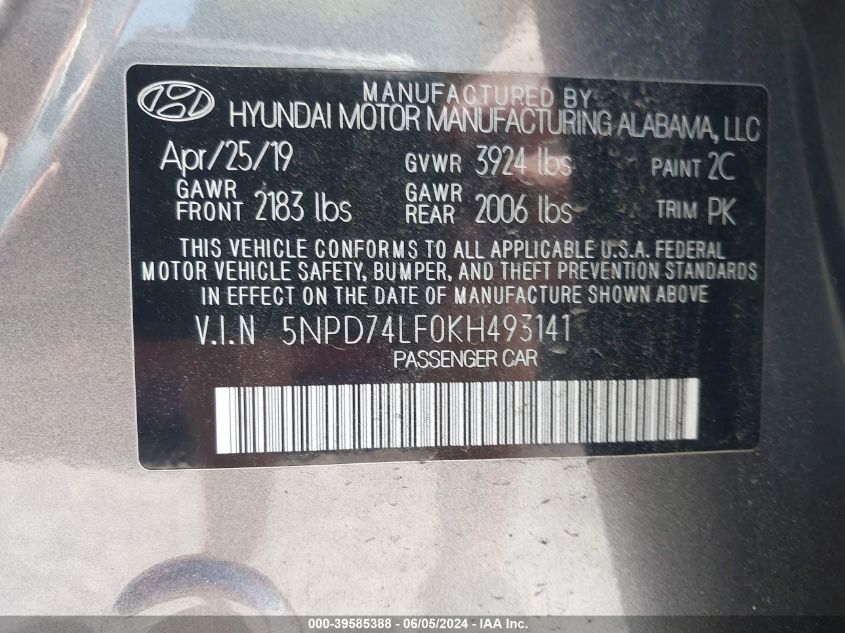 MANUFACTURED BY
HYUNDAI MOTOR MANUFACTURING ALABAMA, LLC
Apr/25/19 GVWR 3924 lbs PAINT 2C
GAWR FRONT 2183 lbs GAWR REAR 2006 lbs TRIM PK
THIS VEHICLE CONFORMS TO ALL APPLICABLE U.S.A. FEDERAL
MOTOR VEHICLE SAFETY, BUMPER, AND THEFT PREVENTION STANDARDS
IN EFFECT ON THE DATE OF MANUFACTURE SHOWN ABOVE
V.I.N 5NPD74LF0KH493141
PASSENGER CAR
000-39585388 - 06/05/2024 - IAA Inc.